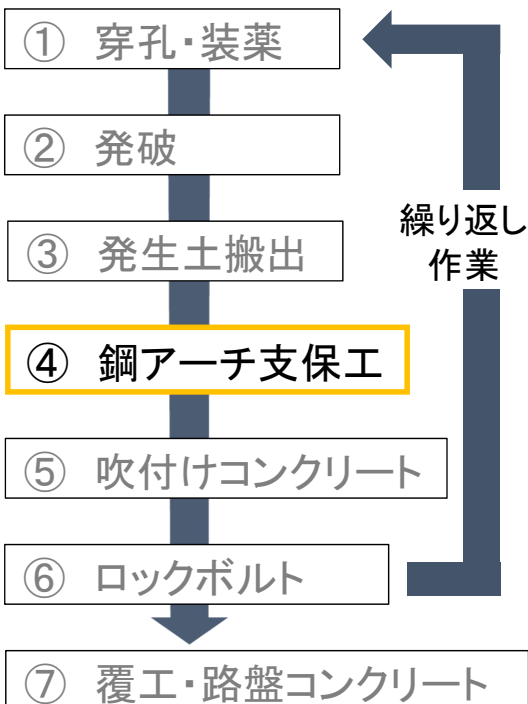 ① 穿孔・装薬
② 発破
③ 発生土搬出
④ 鋼アーチ支保工
⑤ 吹付けコンクリート
⑥ ロックボルト
⑦ 覆工・路盤コンクリート
繰り返し
作業